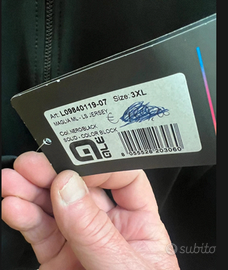 Art: L09840119-07 Size: 3XL
MAGLIA ML - LS JERSEY
€
Col: NERO/BLACK
SOLID - COLOR BLOCK
ALÉ
8 055528 203060
subito